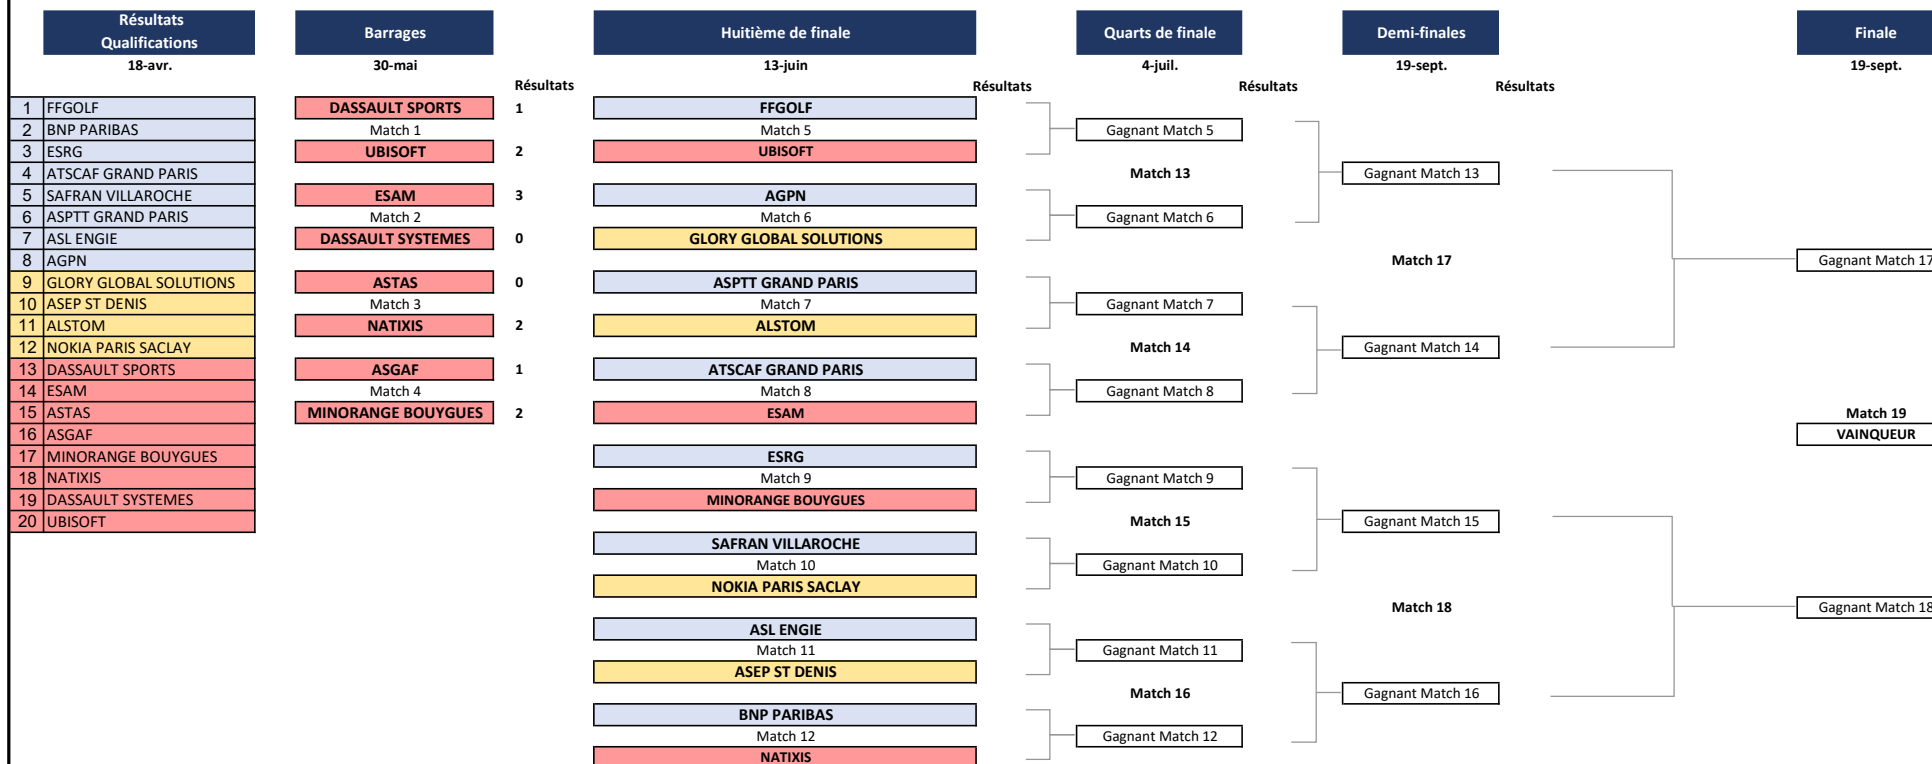 Résultats
Qualifications
18-avr.
1 FFGOLF
2 BNP PARIBAS
3 ESRG
4 ATSCAF GRAND PARIS
5 SAFRAN VILLAROCHE
6 ASPTT GRAND PARIS
7 ASL ENGIE
8 AGPN
9 GLORY GLOBAL SOLUTIONS
10 ASEP ST DENIS
11 ALSTOM
12 NOKIA PARIS SACLAY
13 DASSAULT SPORTS
14 ESAM
15 ASTAS
16 ASGAF
17 MINORANGE BOUYGUES
18 NATIXIS
19 DASSAULT SYSTEMES
20 UBISOFT
Barrages
30-mai
Résultats
DASSAULT SPORTS 1
Match 1
UBISOFT 2
ESAM 3
Match 2
DASSAULT SYSTEMES 0
ASTAS 0
Match 3
NATIXIS 2
ASGAF 1
Match 4
MINORANGE BOUYGUES 2
Huitième de finale
13-juin
Résultats
FFGOLF
Match 5
UBISOFT
AGPN
Match 6
GLORY GLOBAL SOLUTIONS
ASPTT GRAND PARIS
Match 7
ALSTOM
ATSCAF GRAND PARIS
Match 8
ESAM
ESRG
Match 9
MINORANGE BOUYGUES
SAFRAN VILLAROCHE
Match 10
NOKIA PARIS SACLAY
ASL ENGIE
Match 11
ASEP ST DENIS
BNP PARIBAS
Match 12
NATIXIS
Quarts de finale
4-juil.
Résultats
Gagnant Match 5
Match 13
Gagnant Match 6
Gagnant Match 7
Match 14
Gagnant Match 8
Gagnant Match 9
Match 15
Gagnant Match 10
Gagnant Match 11
Match 16
Gagnant Match 12
Demi-finales
19-sept.
Résultats
Gagnant Match 13
Match 17
Gagnant Match 14
Gagnant Match 15
Match 18
Gagnant Match 16
Finale
19-sept.
Gagnant Match 17
Match 19
VAINQUEUR
Gagnant Match 18